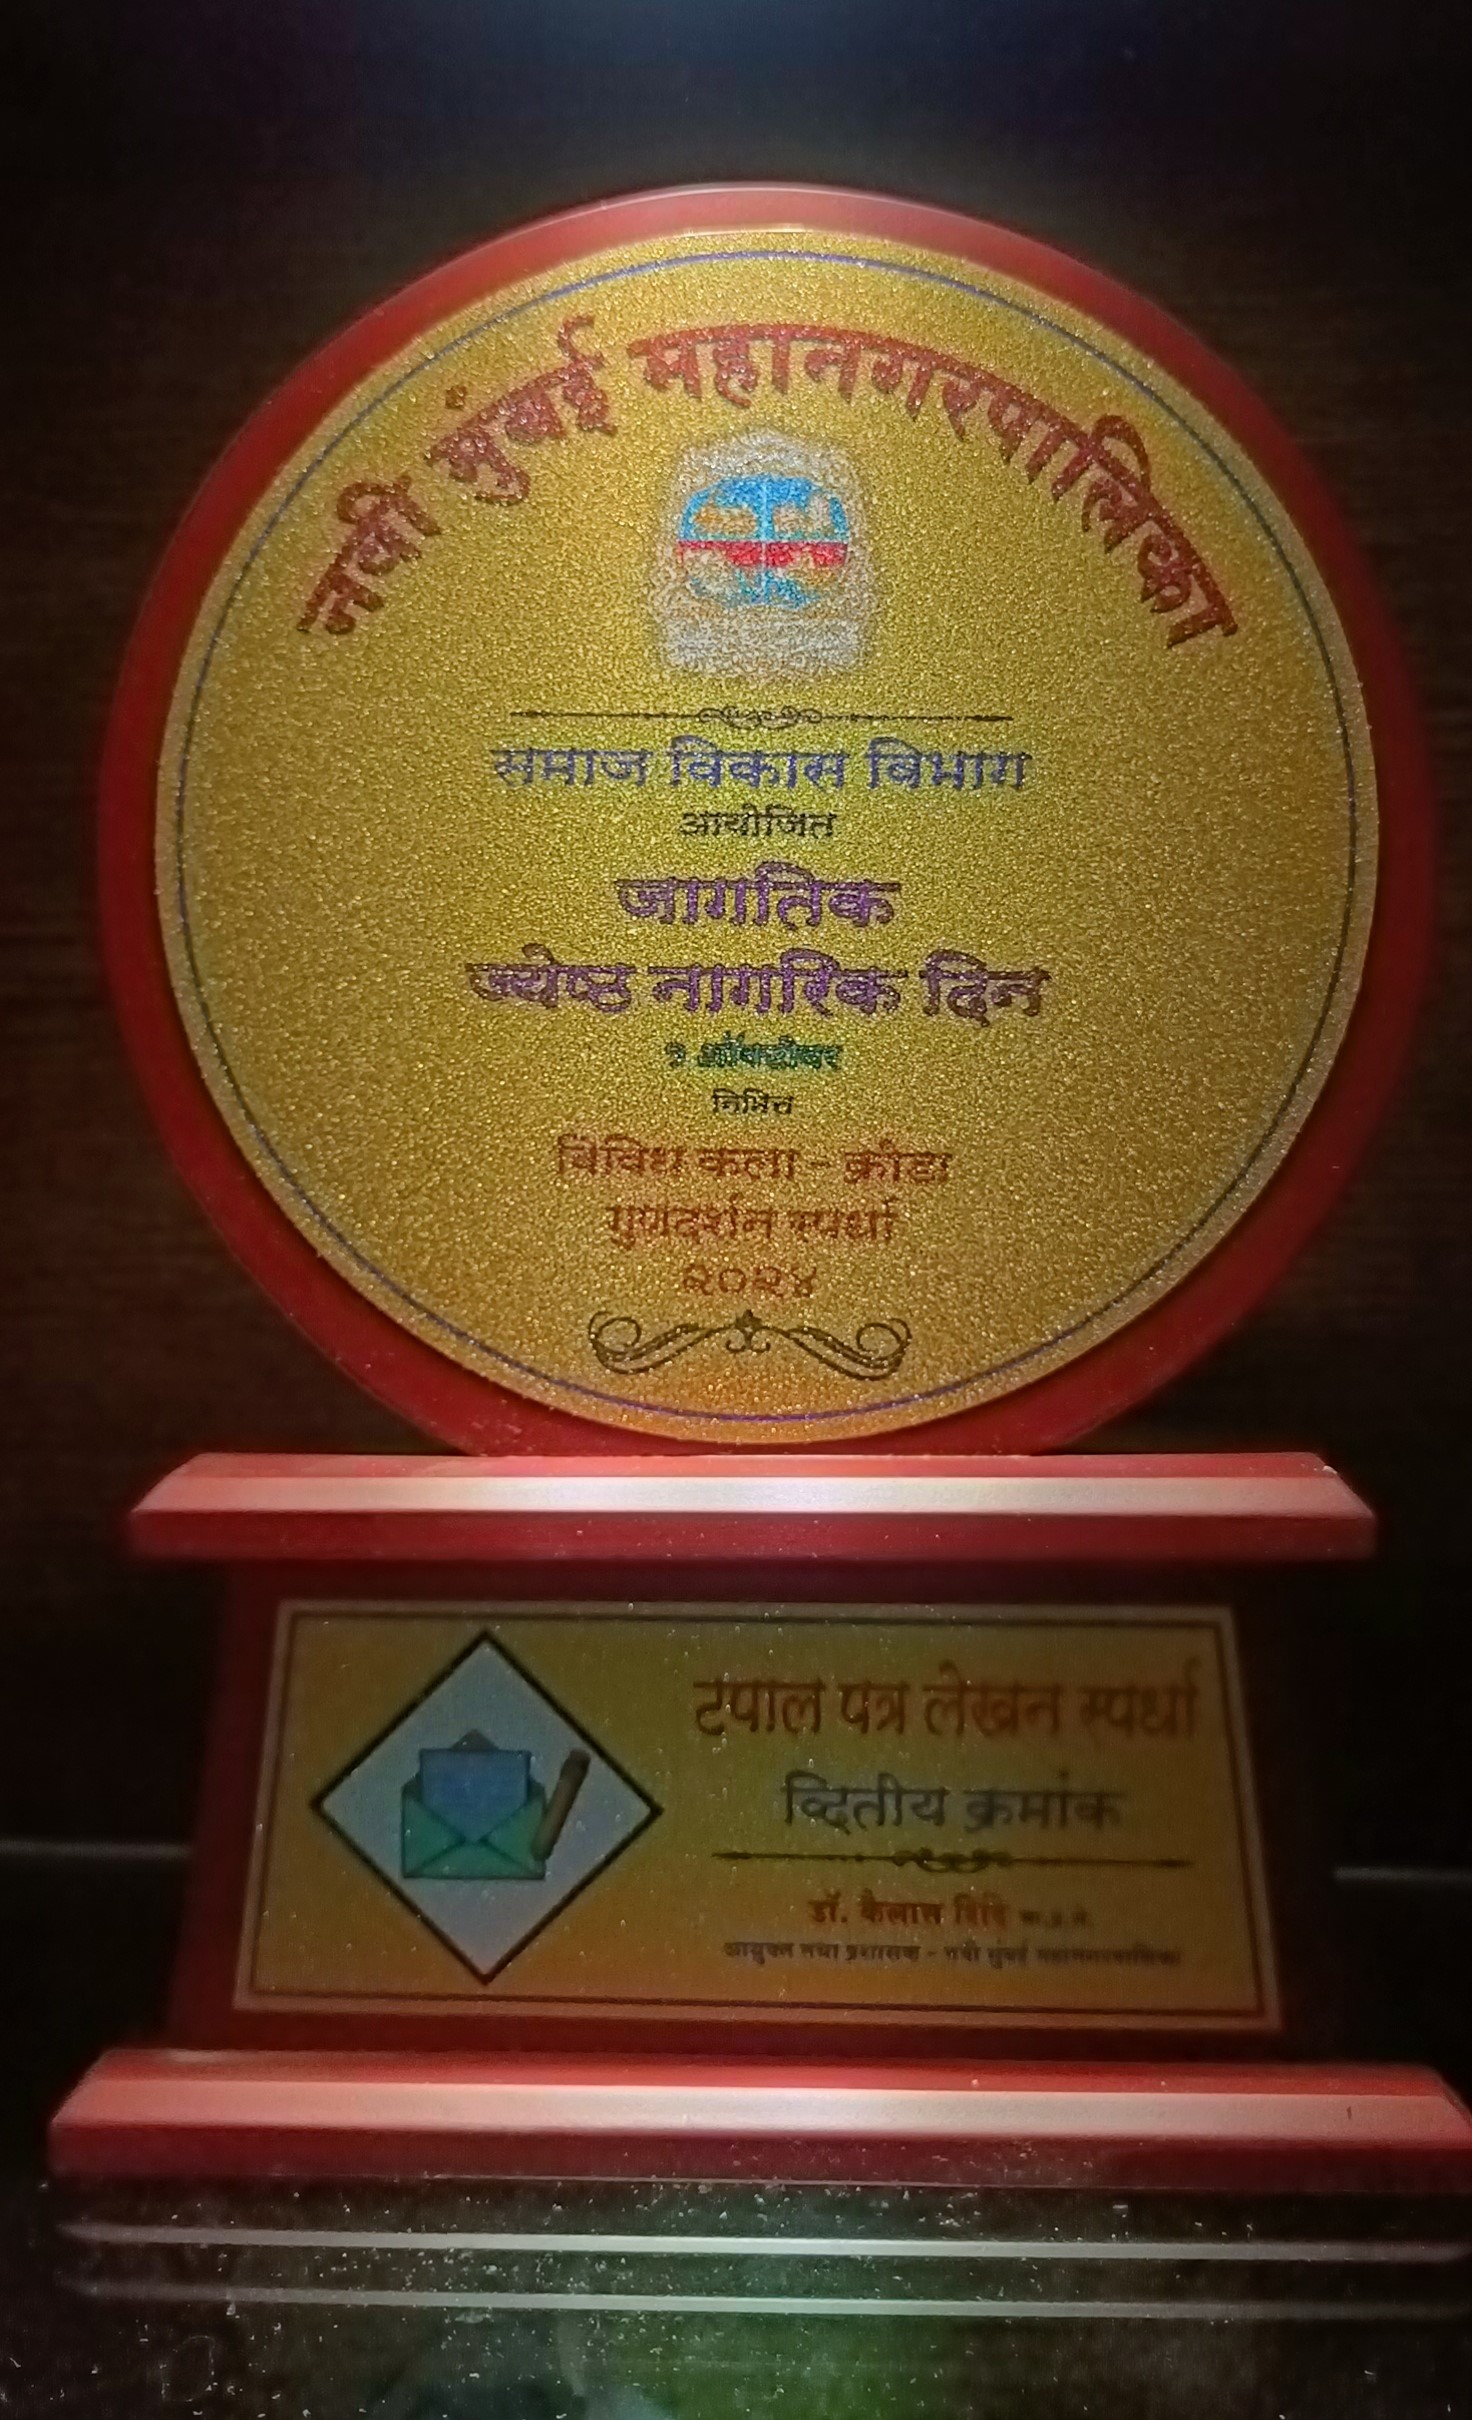 नवी मुंबई महानगरपालिका
समाज विकास विभाग
आयोजित
जागतिक
ज्येष्ठ नागरिक दिन
१ ऑक्टोबर
निमित्त
विविध कला - क्रीडा
गुणदर्शन स्पर्धा
२०२४
टपाल पत्र लेखन स्पर्धा
व्दितीय क्रमांक
डॉ. कैलास शिंदे भा.प्र.से.
आयुक्त तथा प्रशासक - नवी मुंबई महानगरपालिका